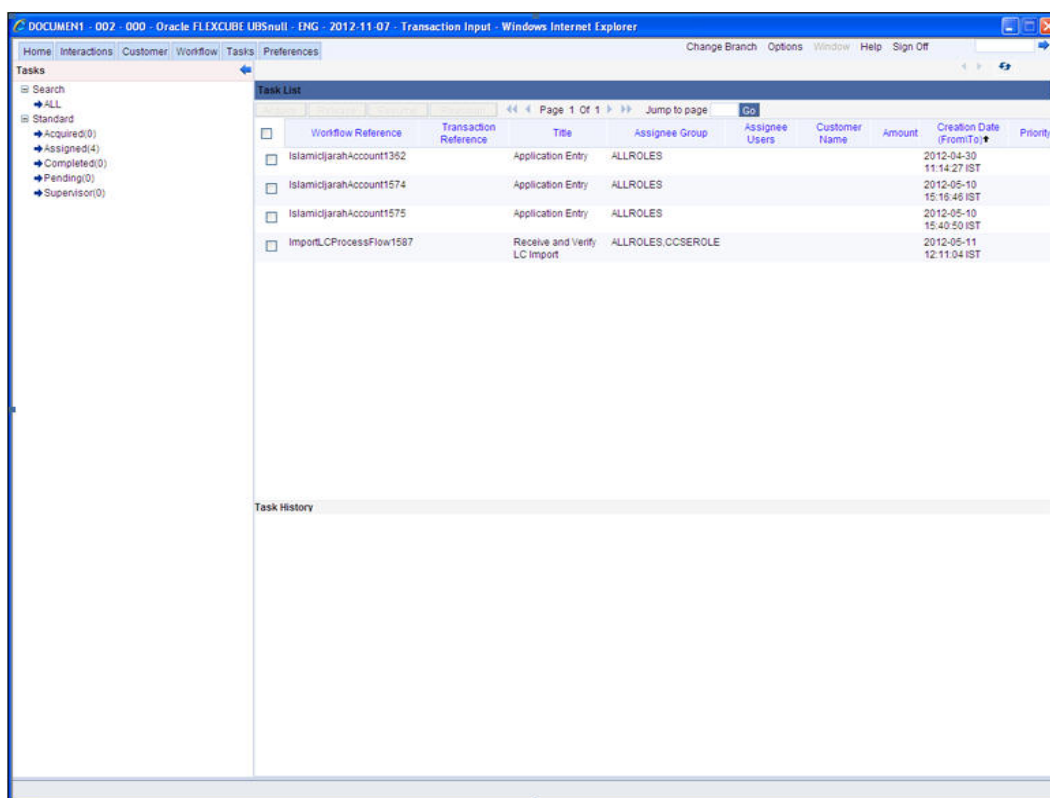 DOCUMEN1 - 002 - 000 - Oracle FLEXCUBE UBSnull - ENG - 2012-11-07 - Transaction Input - Windows Internet Explorer
Home Interactions Customer Workflow Tasks Preferences
Change Branch Options Window Help Sign Off
Tasks
Search
ALL
Standard
Acquired(0)
Assigned(4)
Completed(0)
Pending(0)
Supervisor(0)
Task List
Page 1 Of 1 Jump to page Go
Workflow Reference Transaction Reference Title Assignee Group Assignee Users Customer Name Amount Creation Date (From\To) Priority
IslamicIjarahAccount1362 Application Entry ALLROLES 2012-04-30
11:14:27 IST
IslamicIjarahAccount1574 Application Entry ALLROLES 2012-05-10
15:16:46 IST
IslamicIjarahAccount1575 Application Entry ALLROLES 2012-05-10
15:40:50 IST
ImportLCProcessFlow1587 Receive and Verify ALLROLES,CCSEROLE 2012-05-11
LC Import 12:11:04 IST
Task History